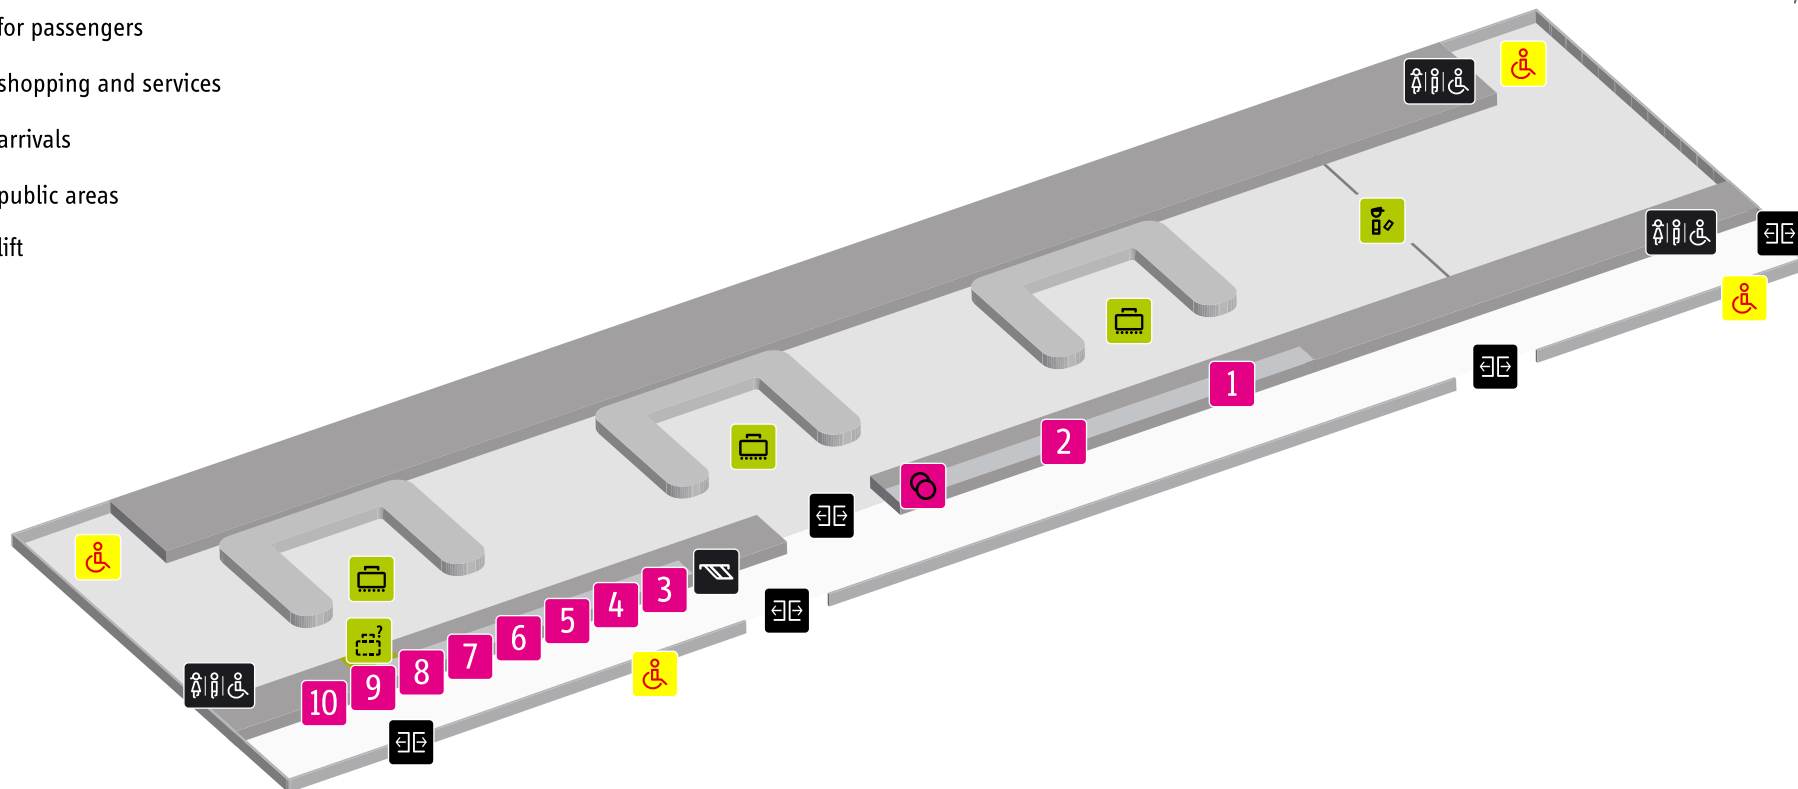 for passengers
shopping and services
arrivals
public areas
lift
1
2
3
4
5
6
7
8
9
10
?